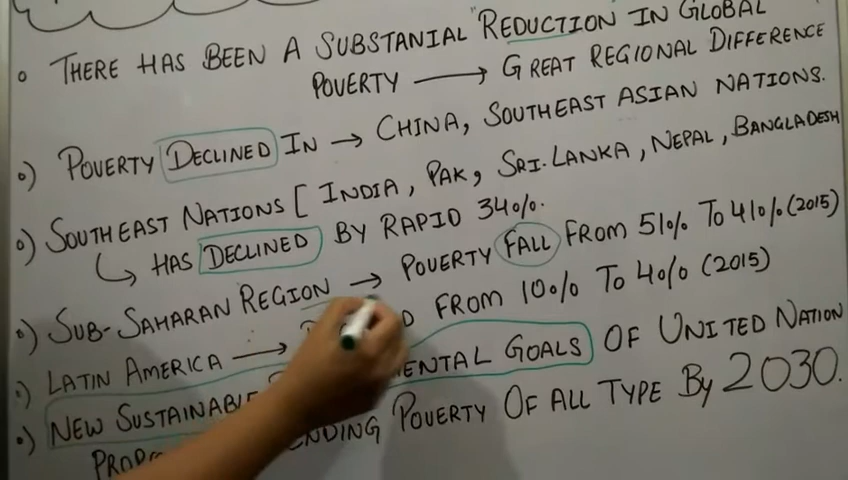 ° THERE HAS BEEN A SUBSTANIAL "REDUCTION IN GLOBAL
POVERTY → GREAT REGIONAL DIFFERENCE
°) POVERTY DECLINED IN → CHINA, SOUTHEAST ASIAN NATIONS.
°) SOUTHEAST NATIONS [ INDIA, PAK, SRI-LANKA, NEPAL, BANGLADESH
↳ HAS DECLINED BY RAPID 34%.
°) SUB-SAHARAN REGION → POVERTY FALL FROM 51% TO 41% (2015)
°) LATIN AMERICA → FROM 10% TO 4% (2015)
°) NEW SUSTAINABLE GOALS OF UNITED NATION
POVERTY OF ALL TYPE BY 2030.